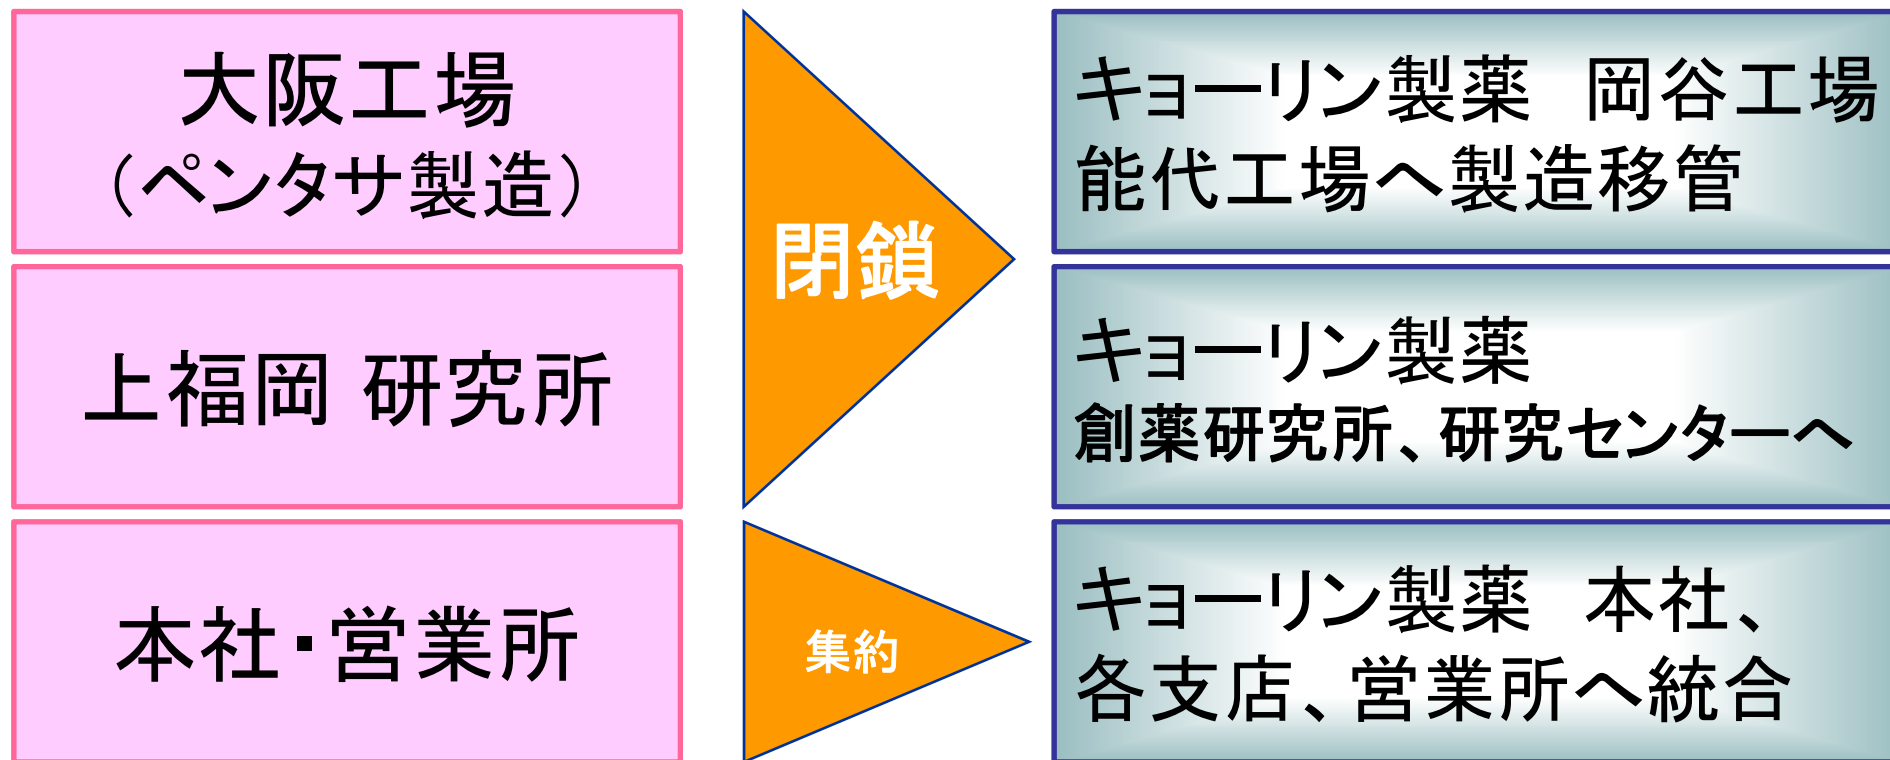 大阪工場
（ペンタサ製造）
閉鎖
キョーリン製薬　岡谷工場
能代工場へ製造移管
上福岡 研究所
キョーリン製薬
創薬研究所、研究センターへ
本社・営業所
集約
キョーリン製薬　本社、
各支店、営業所へ統合